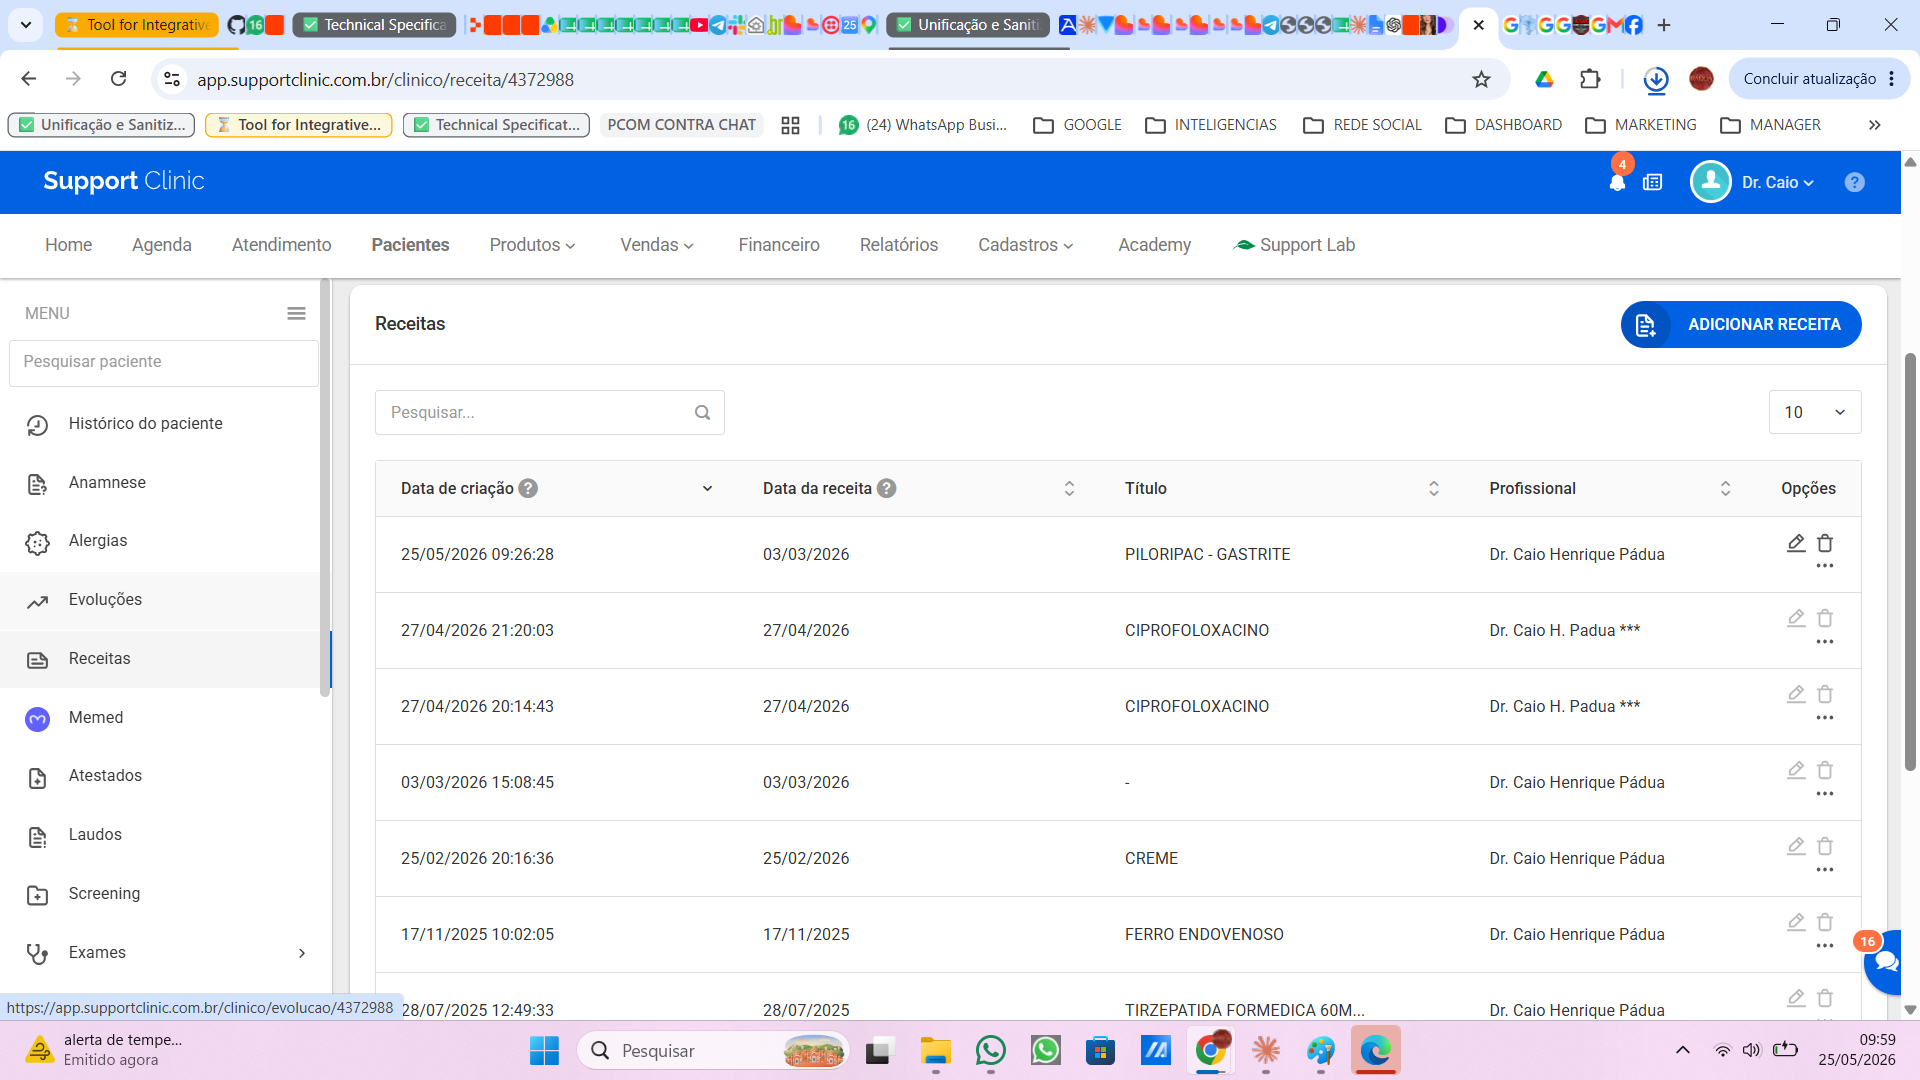 Tool for Integrative
16
Technical Specifica
25
Unificação e Saniti
app.supportclinic.com.br/clinico/receita/4372988
Concluir atualização
Unificação e Sanitiz...
Tool for Integrative...
Technical Specificat...
PCOM CONTRA CHAT
16
(24) WhatsApp Busi...
GOOGLE
INTELIGENCIAS
REDE SOCIAL
DASHBOARD
MARKETING
MANAGER
Support Clinic
4
Dr. Caio
Home
Agenda
Atendimento
Pacientes
Produtos
Vendas
Financeiro
Relatórios
Cadastros
Academy
Support Lab
MENU
Pesquisar paciente
Histórico do paciente
Anamnese
Alergias
Evoluções
Receitas
Memed
Atestados
Laudos
Screening
Exames
https://app.supportclinic.com.br/clinico/evolucao/4372988
Receitas
ADICIONAR RECEITA
Pesquisar...
10
Data de criação ? Data da receita ? Título Profissional Opções
25/05/2026 09:26:28 03/03/2026 PILORIPAC - GASTRITE Dr. Caio Henrique Pádua
27/04/2026 21:20:03 27/04/2026 CIPROFOLOXACINO Dr. Caio H. Padua ***
27/04/2026 20:14:43 27/04/2026 CIPROFOLOXACINO Dr. Caio H. Padua ***
03/03/2026 15:08:45 03/03/2026 - Dr. Caio Henrique Pádua
25/02/2026 20:16:36 25/02/2026 CREME Dr. Caio Henrique Pádua
17/11/2025 10:02:05 17/11/2025 FERRO ENDOVENOSO Dr. Caio Henrique Pádua
28/07/2025 12:49:33 28/07/2025 TIRZEPATIDA FORMEDICA 60M... Dr. Caio Henrique Pádua
16
alerta de tempe...
Emitido agora
Pesquisar
09:59
25/05/2026